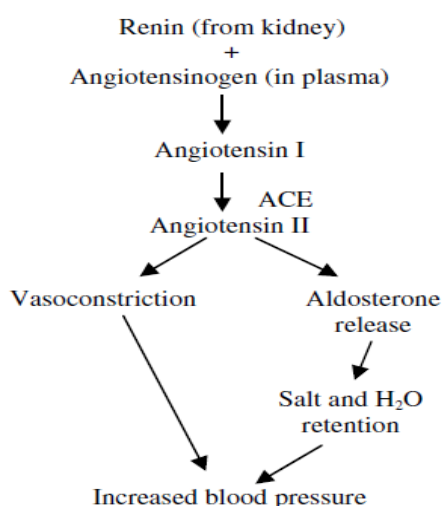 Renin (from kidney)
+
Angiotensinogen (in plasma)
Angiotensin I
ACE
Angiotensin II
Vasoconstriction
Aldosterone
release
Salt and H₂O
retention
Increased blood pressure